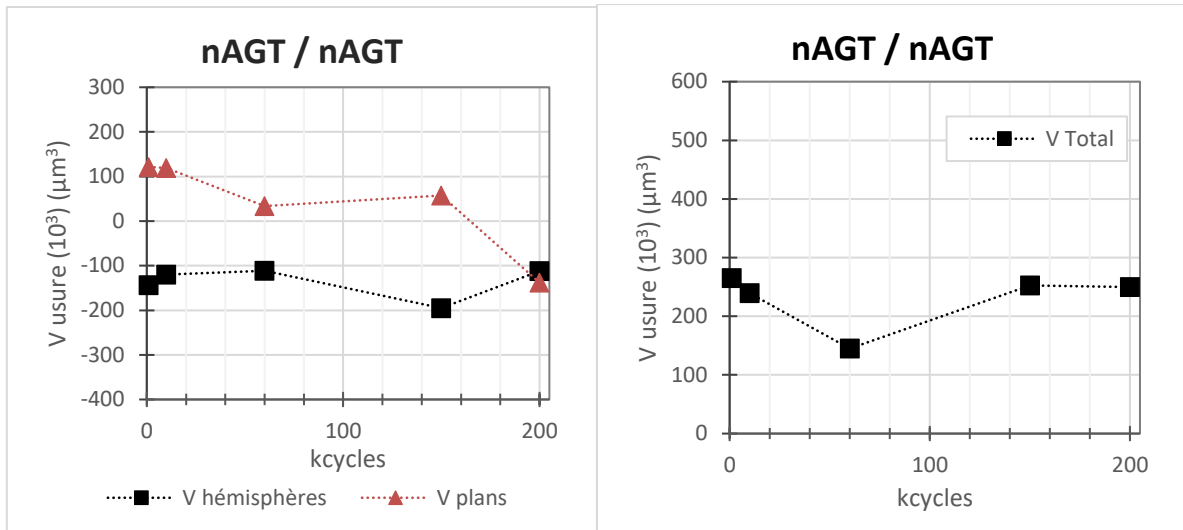 nAGT / nAGT
300
200
100
0
-100
-200
-300
-400
V usure (10³) (µm³)
0 100 200
kcycles
V hémisphères V plans
nAGT / nAGT
600
500
400
300
200
100
0
V usure (10³) (µm³)
V Total
0 100 200
kcycles